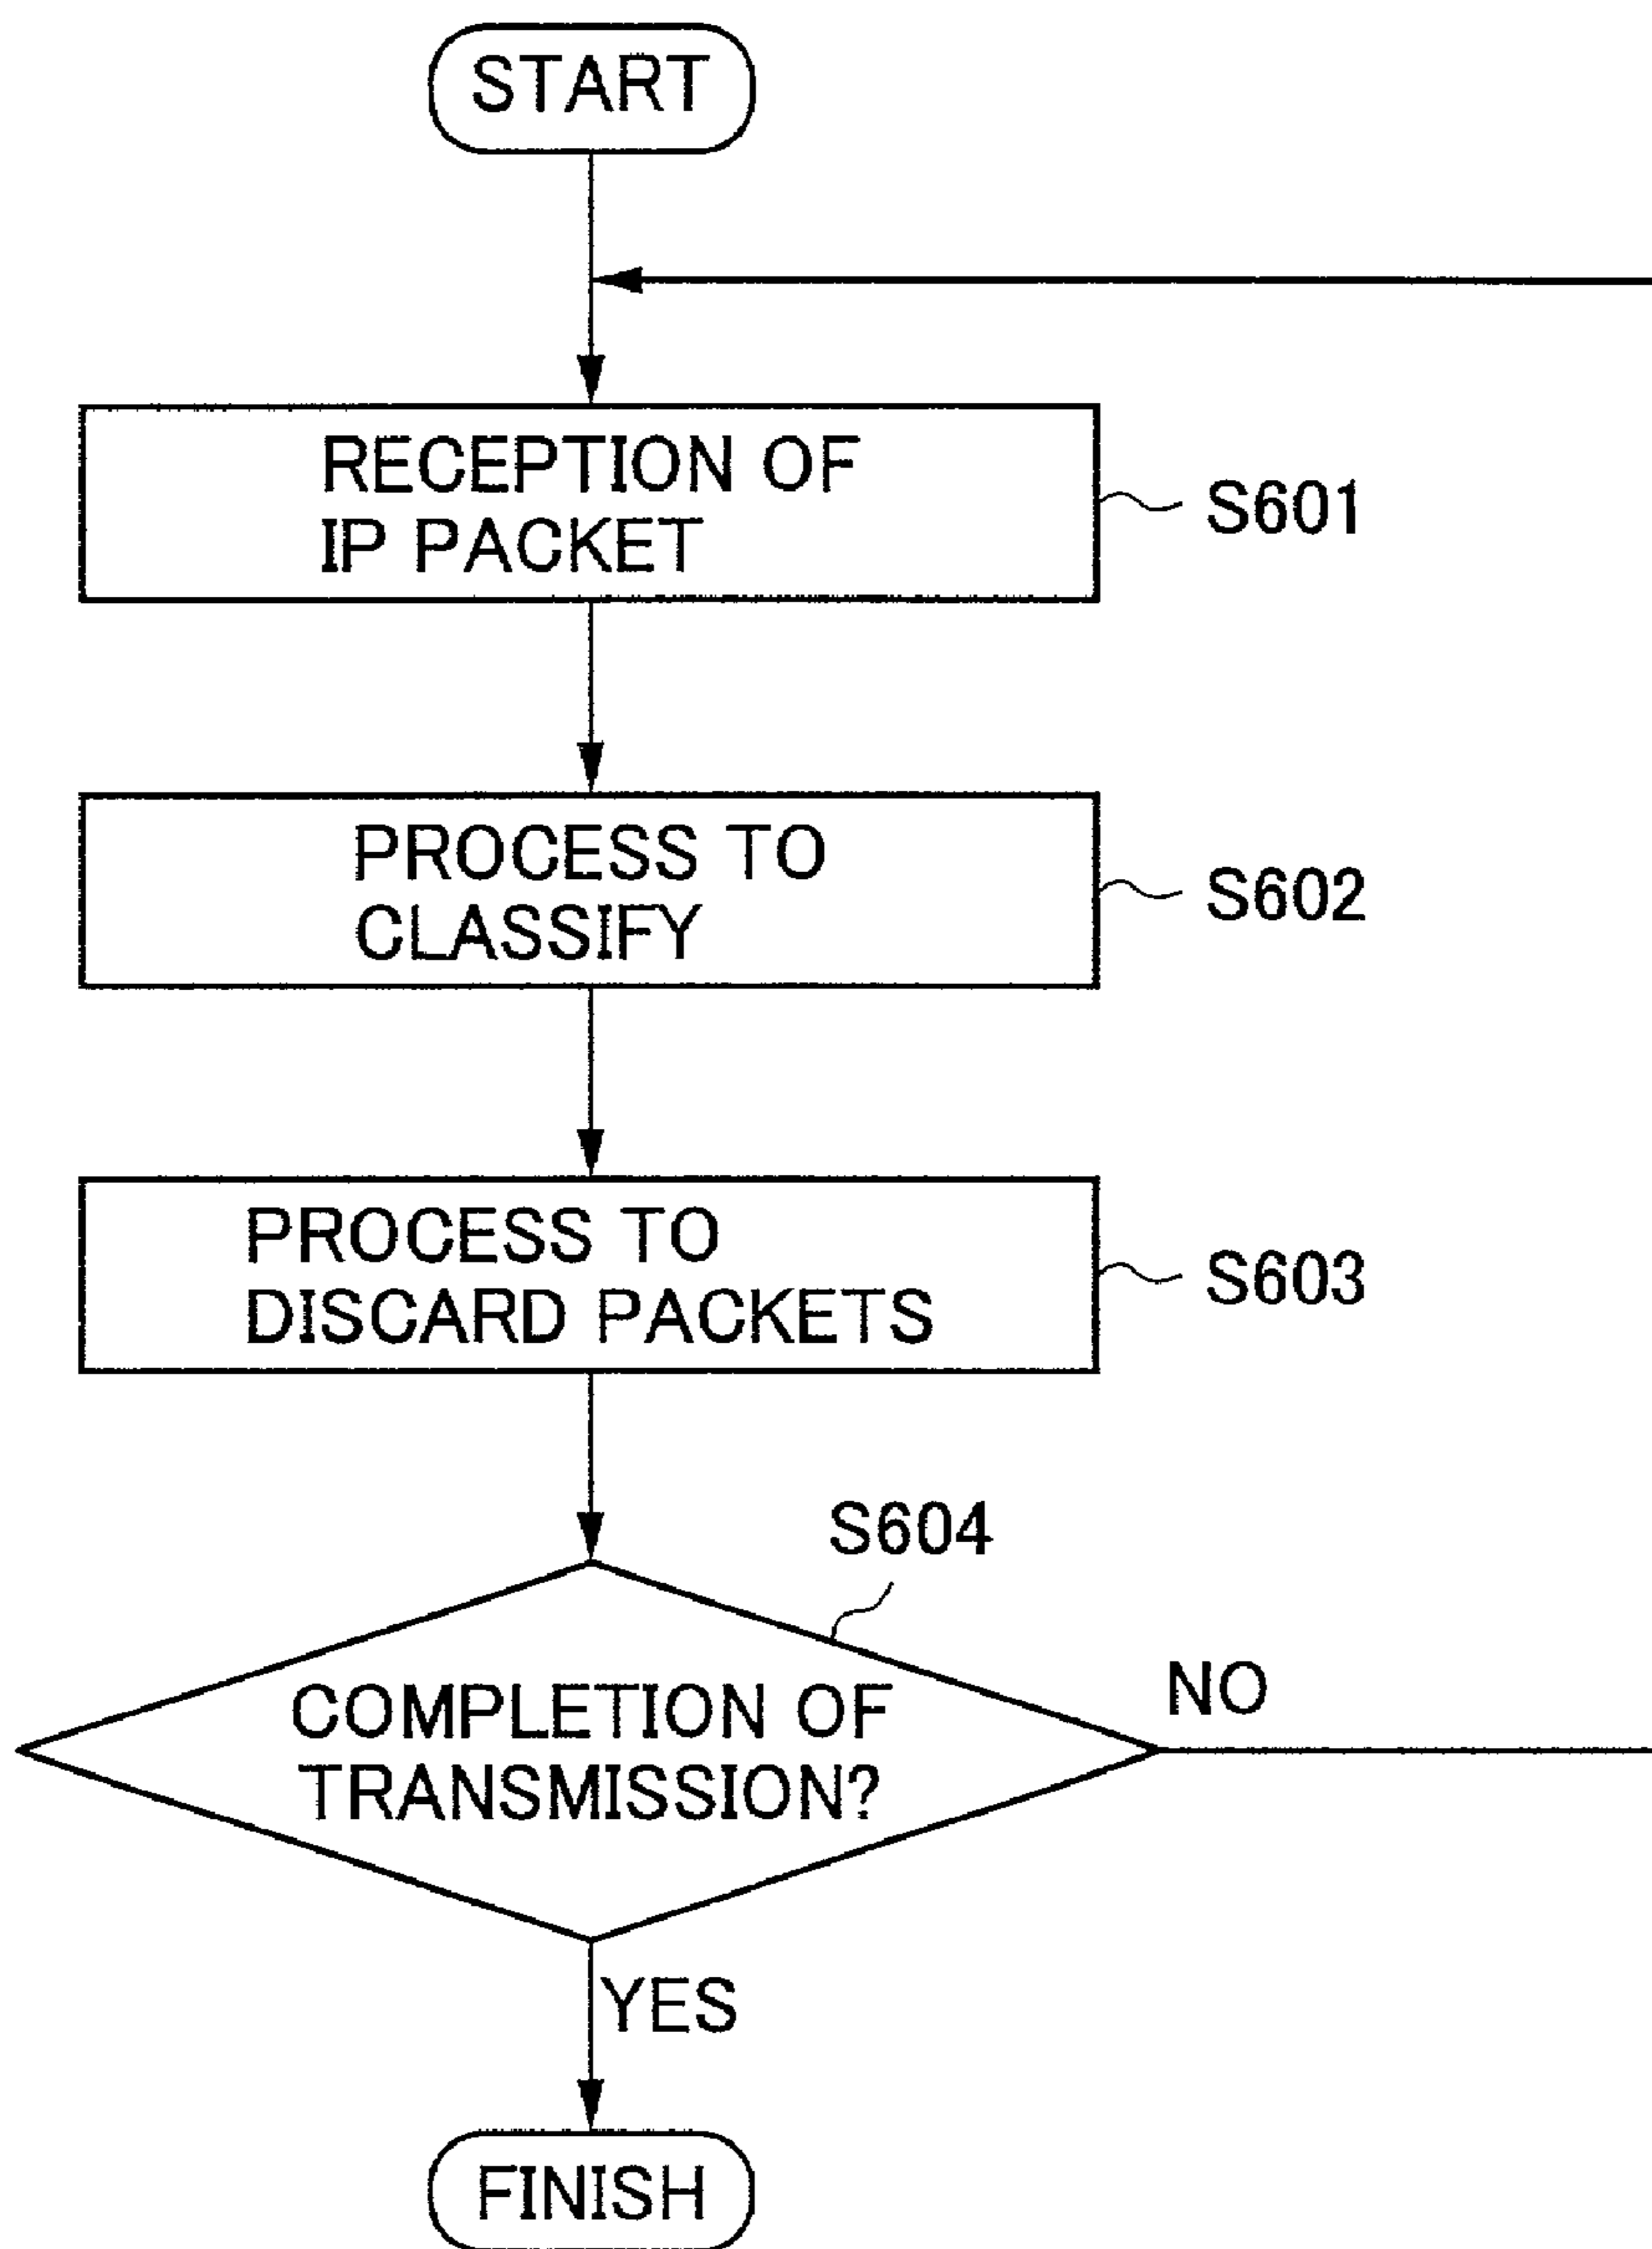 START
RECEPTION OF
IP PACKET
S601
PROCESS TO
CLASSIFY
S602
PROCESS TO
DISCARD PACKETS
S603
S604
COMPLETION OF
TRANSMISSION?
NO
YES
FINISH